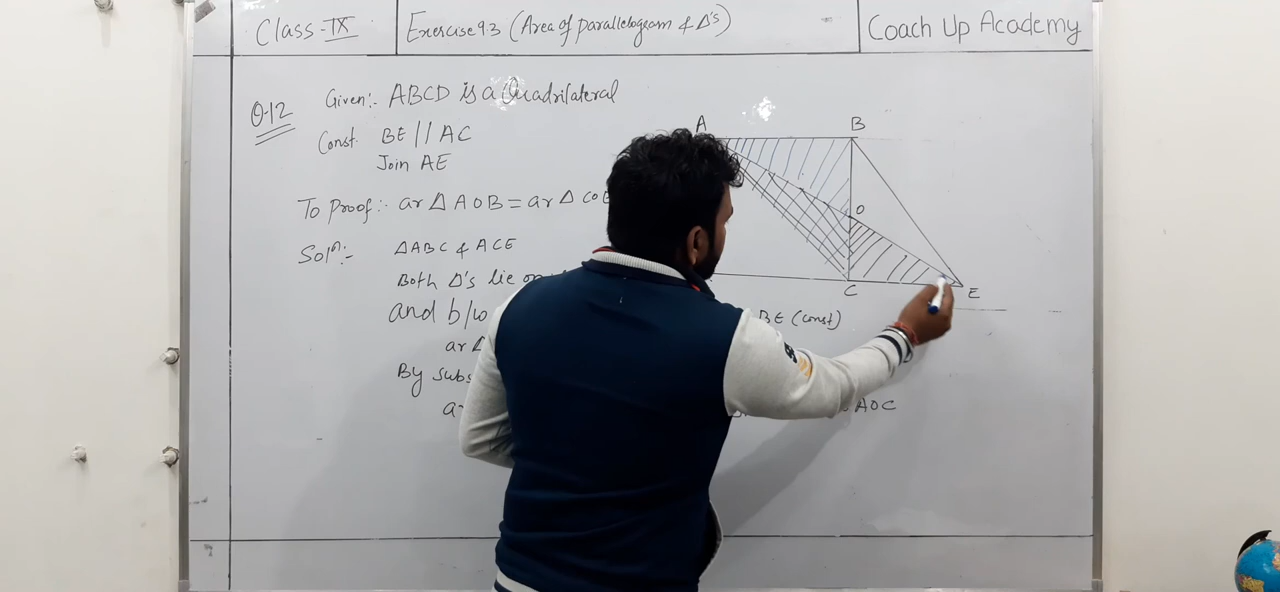 Class-IX
Exercise 9.3 (Area of parallelogram & Δ's)
Coach Up Academy
Q.12
Given:- ABCD is a Quadrilateral
Const. BE // AC
Join AE
To Proof:- ar Δ AOB = ar Δ COE
Solⁿ:- ΔABC & ACE
Both Δ's lie on
and b/w BE (const)
ar Δ
By subs
AOC
A
B
O
C
E